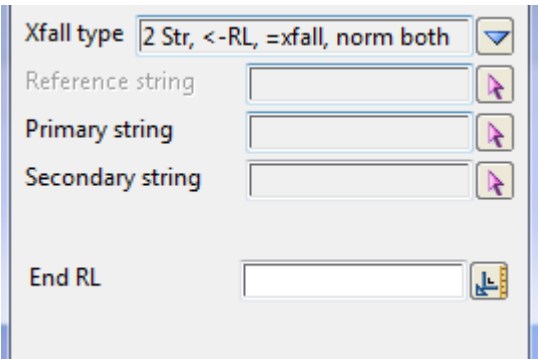 Xfall type 2 Str, <-RL, =xfall, norm both
Reference string
Primary string
Secondary string
End RL